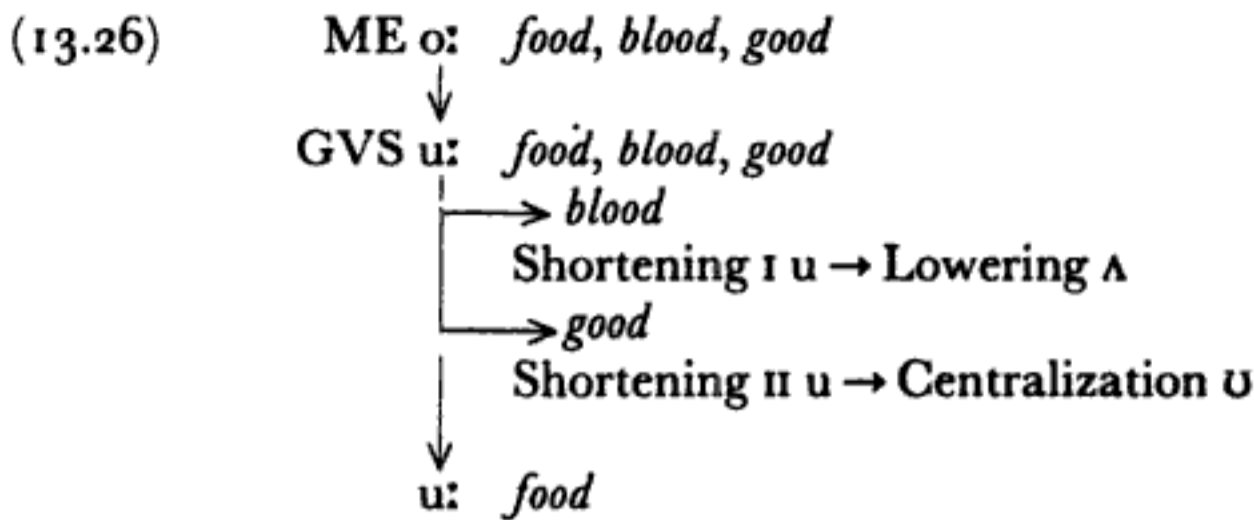 (13.26) ME oː food, blood, good
GVS uː food, blood, good
blood
Shortening I u → Lowering ʌ
good
Shortening II u → Centralization ʊ
uː food